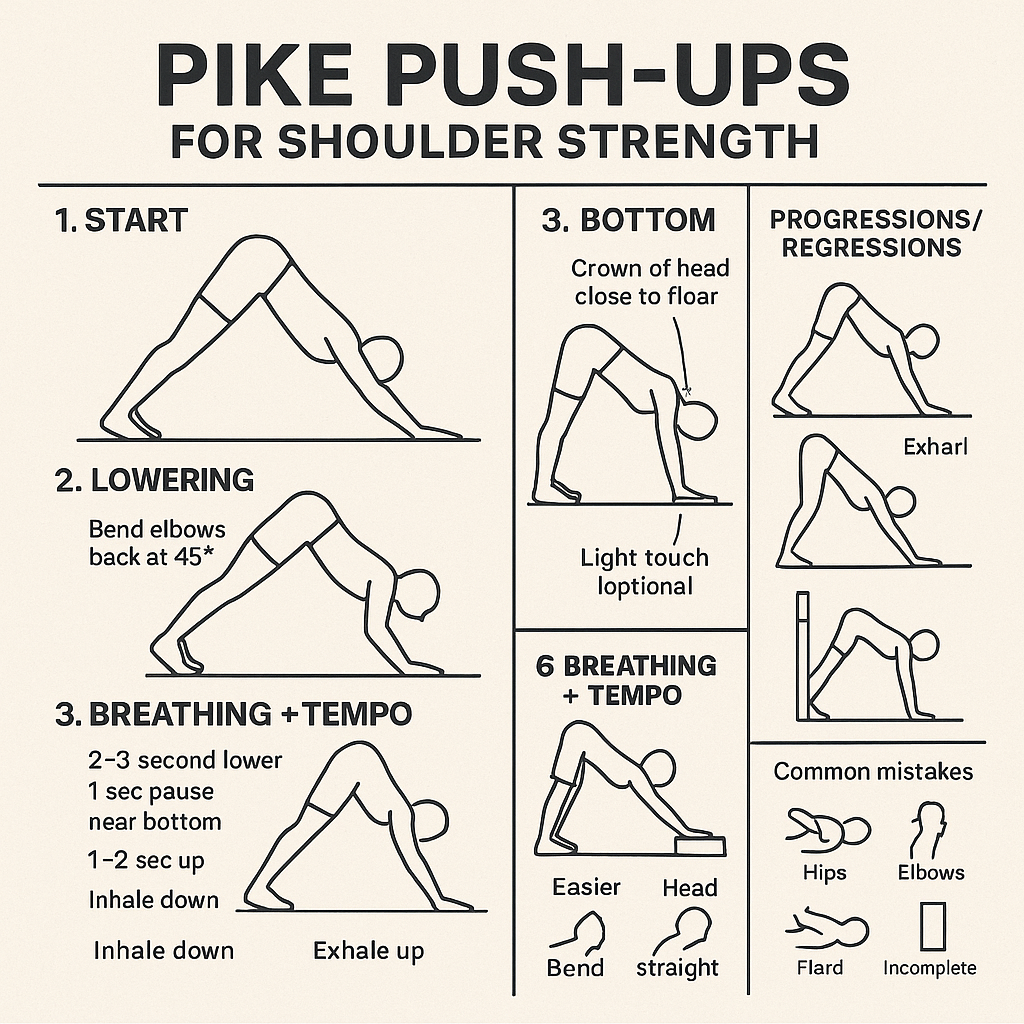 PIKE PUSH-UPS
FOR SHOULDER STRENGTH
1. START
2. LOWERING
Bend elbows
back at 45*
3. BREATHING + TEMPO
2–3 second lower
1 sec pause
near bottom
1–2 sec up
Inhale down
Inhale down
Exhale up
3. BOTTOM
Crown of head
close to floar
Light touch
loptional
6 BREATHING
+ TEMPO
Easier
Head
Bend
straight
PROGRESSIONS/
REGRESSIONS
Exharl
Common mistakes
Hips
Elbows
Flard
Incomplete